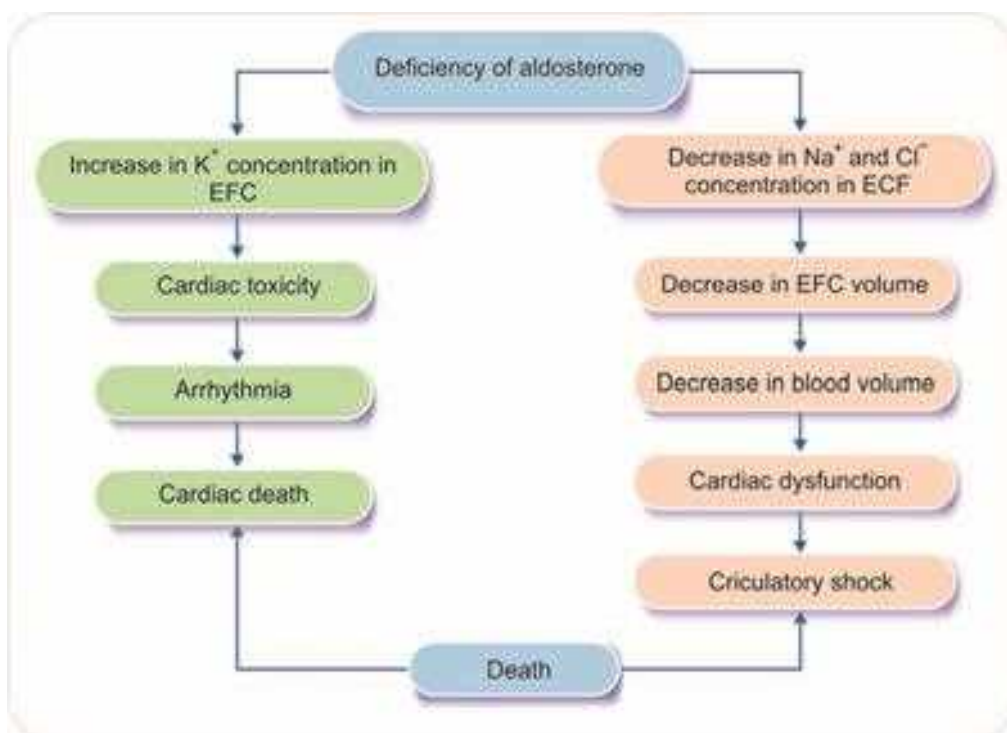 Deficiency of aldosterone
Increase in K⁺ concentration in
EFC
Cardiac toxicity
Arrhythmia
Cardiac death
Decrease in Na⁺ and Cl⁻
concentration in ECF
Decrease in EFC volume
Decrease in blood volume
Cardiac dysfunction
Criculatory shock
Death